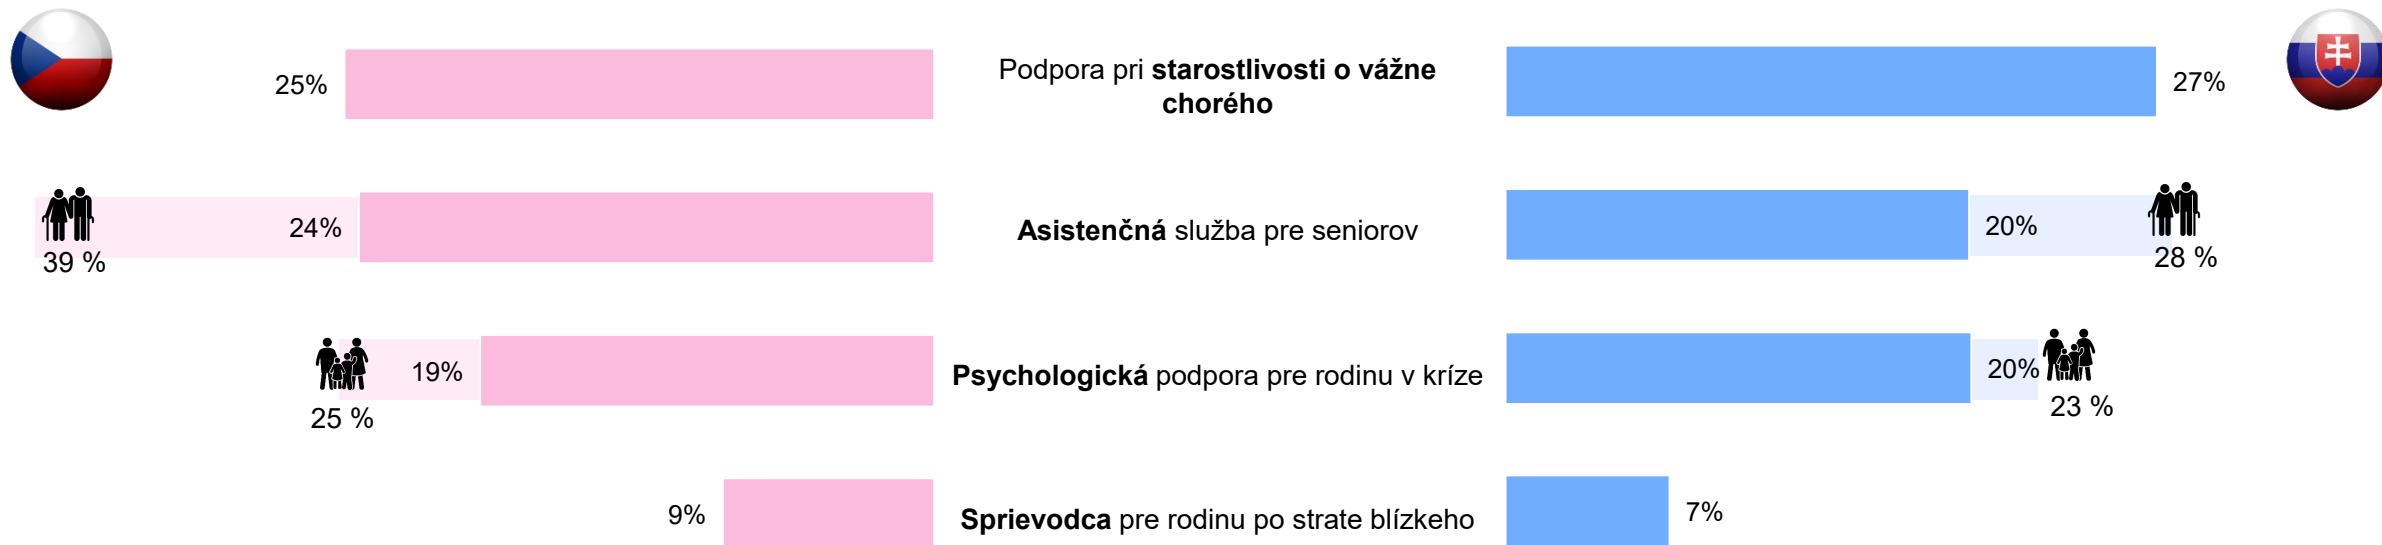 25%
Podpora pri starostlivosti o vážne
chorého
27%
24%
39 %
Asistenčná služba pre seniorov
20%
28 %
19%
25 %
Psychologická podpora pre rodinu v kríze
20%
23 %
9%
Sprievodca pre rodinu po strate blízkeho
7%